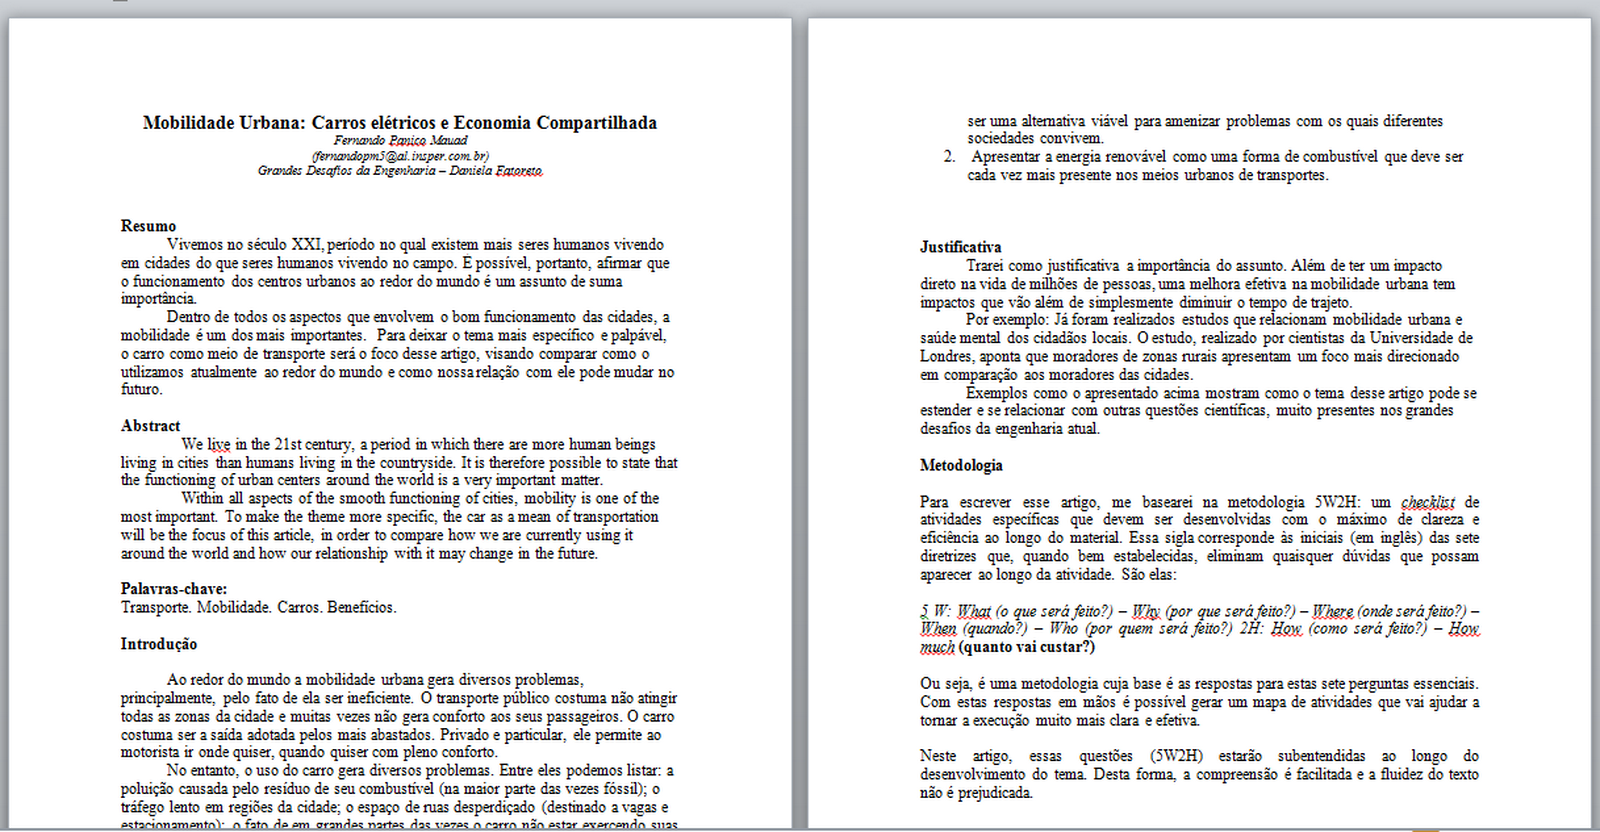 Mobilidade Urbana: Carros elétricos e Economia Compartilhada
Fernando Panico Mauad
(fernandopm5@al.insper.com.br)
Grandes Desafios da Engenharia – Daniela Fatoreto
Resumo
Vivemos no século XXI, período no qual existem mais seres humanos vivendo
em cidades do que seres humanos vivendo no campo. É possível, portanto, afirmar que
o funcionamento dos centros urbanos ao redor do mundo é um assunto de suma
importância.
Dentro de todos os aspectos que envolvem o bom funcionamento das cidades, a
mobilidade é um dos mais importantes. Para deixar o tema mais específico e palpável,
o carro como meio de transporte será o foco desse artigo, visando comparar como o
utilizamos atualmente ao redor do mundo e como nossa relação com ele pode mudar no
futuro.
Abstract
We live in the 21st century, a period in which there are more human beings
living in cities than humans living in the countryside. It is therefore possible to state that
the functioning of urban centers around the world is a very important matter.
Within all aspects of the smooth functioning of cities, mobility is one of the
most important. To make the theme more specific, the car as a mean of transportation
will be the focus of this article, in order to compare how we are currently using it
around the world and how our relationship with it may change in the future.
Palavras-chave:
Transporte. Mobilidade. Carros. Benefícios.
Introdução
Ao redor do mundo a mobilidade urbana gera diversos problemas,
principalmente, pelo fato de ela ser ineficiente. O transporte público costuma não atingir
todas as zonas da cidade e muitas vezes não gera conforto aos seus passageiros. O carro
costuma ser a saída adotada pelos mais abastados. Privado e particular, ele permite ao
motorista ir onde quiser, quando quiser com pleno conforto.
No entanto, o uso do carro gera diversos problemas. Entre eles podemos listar: a
poluição causada pelo resíduo de seu combustível (na maior parte das vezes fóssil); o
tráfego lento em regiões da cidade; o espaço de ruas desperdiçado (destinado a vagas e
estacionamento); o fato de em grandes partes das vezes o carro não estar exercendo suas
ser uma alternativa viável para amenizar problemas com os quais diferentes
sociedades convivem.
2. Apresentar a energia renovável como uma forma de combustível que deve ser
cada vez mais presente nos meios urbanos de transportes.
Justificativa
Trarei como justificativa a importância do assunto. Além de ter um impacto
direto na vida de milhões de pessoas, uma melhora efetiva na mobilidade urbana tem
impactos que vão além de simplesmente diminuir o tempo de trajeto.
Por exemplo: Já foram realizados estudos que relacionam mobilidade urbana e
saúde mental dos cidadãos locais. O estudo, realizado por cientistas da Universidade de
Londres, aponta que moradores de zonas rurais apresentam um foco mais direcionado
em comparação aos moradores das cidades.
Exemplos como o apresentado acima mostram como o tema desse artigo pode se
estender e se relacionar com outras questões científicas, muito presentes nos grandes
desafios da engenharia atual.
Metodologia
Para escrever esse artigo, me basearei na metodologia 5W2H: um checklist de
atividades específicas que devem ser desenvolvidas com o máximo de clareza e
eficiência ao longo do material. Essa sigla corresponde às iniciais (em inglês) das sete
diretrizes que, quando bem estabelecidas, eliminam quaisquer dúvidas que possam
aparecer ao longo da atividade. São elas:
5 W: What (o que será feito?) – Why (por que será feito?) – Where (onde será feito?) –
When (quando?) – Who (por quem será feito?) 2H: How (como será feito?) – How
much (quanto vai custar?)
Ou seja, é uma metodologia cuja base é as respostas para estas sete perguntas essenciais.
Com estas respostas em mãos é possível gerar um mapa de atividades que vai ajudar a
tornar a execução muito mais clara e efetiva.
Neste artigo, essas questões (5W2H) estarão subentendidas ao longo do
desenvolvimento do tema. Desta forma, a compreensão é facilitada e a fluidez do texto
não é prejudicada.